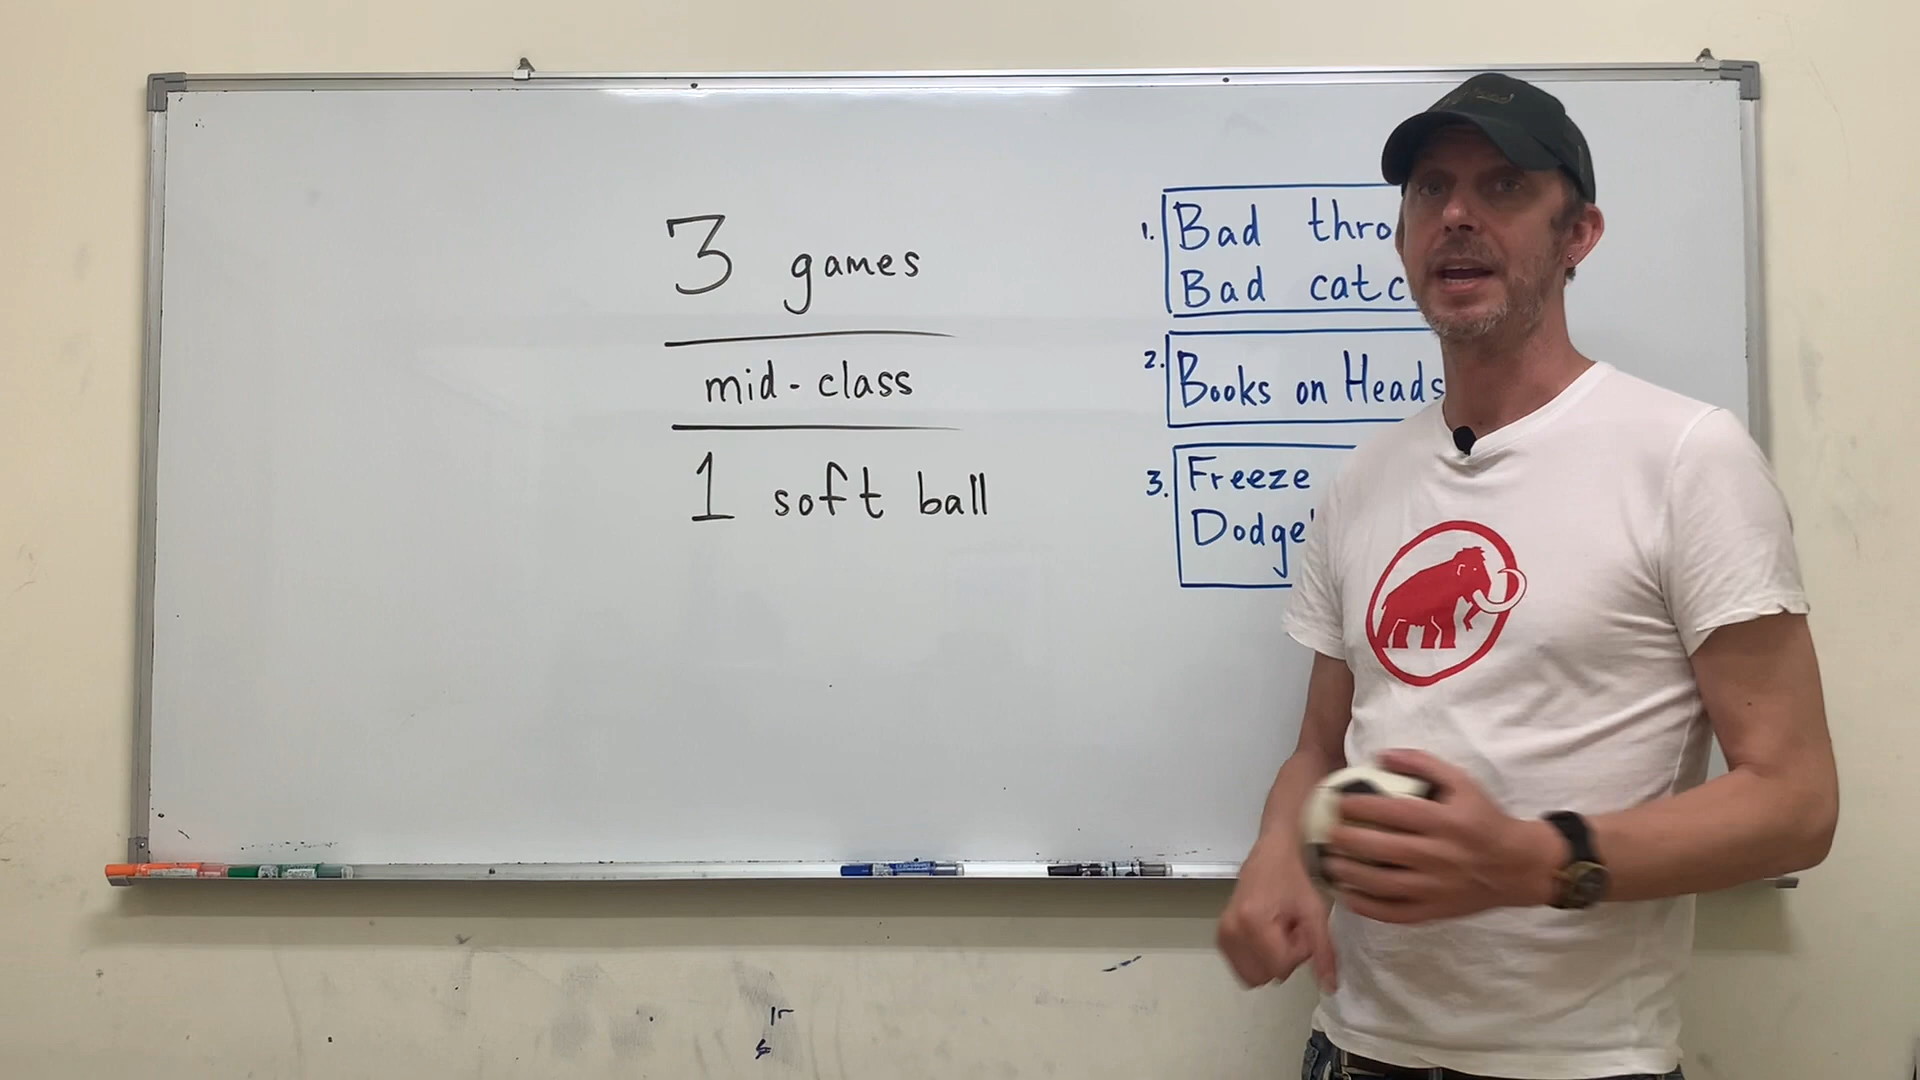 3 games
mid-class
1 soft ball
1. Bad thro
Bad catc
2. Books on Heads
3. Freeze
Dodge'